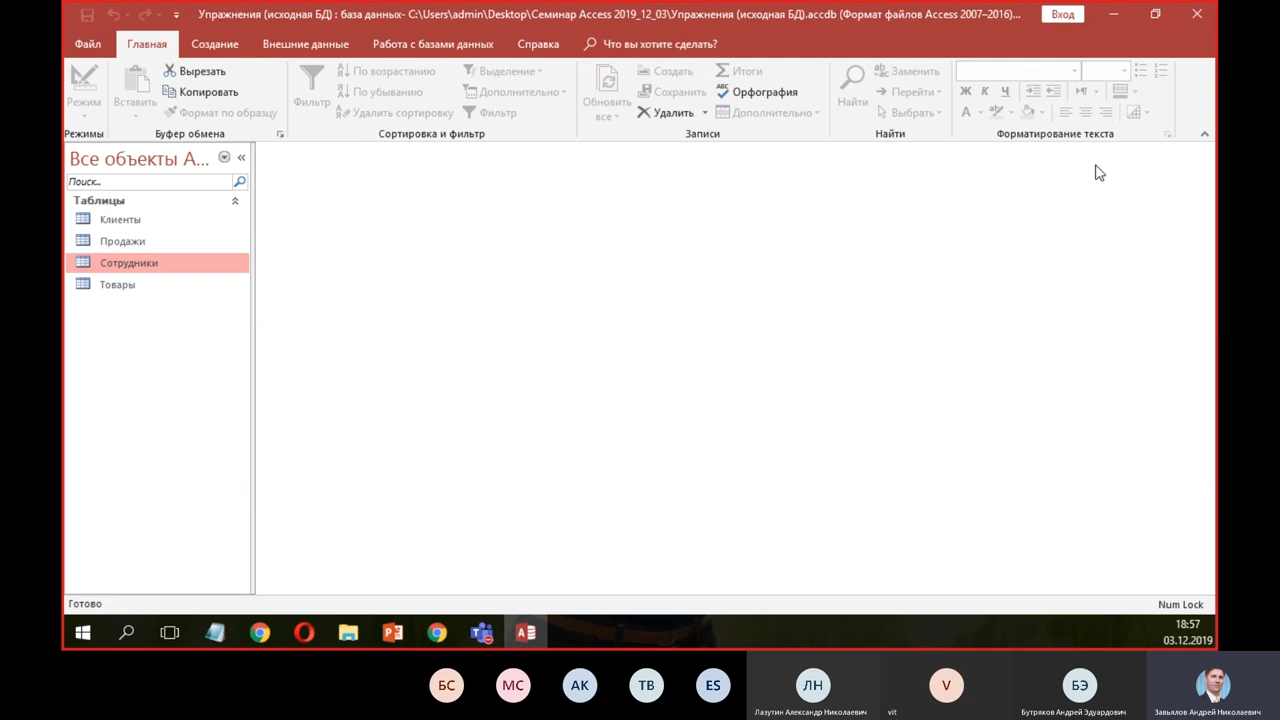 Упражнения (исходная БД) : база данных- C:\Users\admin\Desktop\Семинар Access 2019_12_03\Упражнения (исходная БД).accdb (Формат файлов Access 2007–2016)...
Вход
Файл Главная Создание Внешние данные Работа с базами данных Справка Что вы хотите сделать?
Режим
Вставить
Вырезать
Копировать
Формат по образцу
Фильтр
По возрастанию
По убыванию
далить сортировку
Выделение
Дополнительно
Фильтр
Обновить
все
Создать
Сохранить
Удалить
Итоги
Орфография
Дополнительно
Найти
Заменить
Перейти
Выбрать
Ж К Ч
А
Режимы Буфер обмена Сортировка и фильтр Записи Найти Форматирование текста
Все объекты A...
Поиск...
Таблицы
Клиенты
Продажи
Сотрудники
Товары
Готово
Num Lock
18:57
03.12.2019
БС МС АК ТВ ES ЛН V БЭ
Лазутин Александр Николаевич vit Бутряков Андрей Эдуардович Завьялов Андрей Николаевич